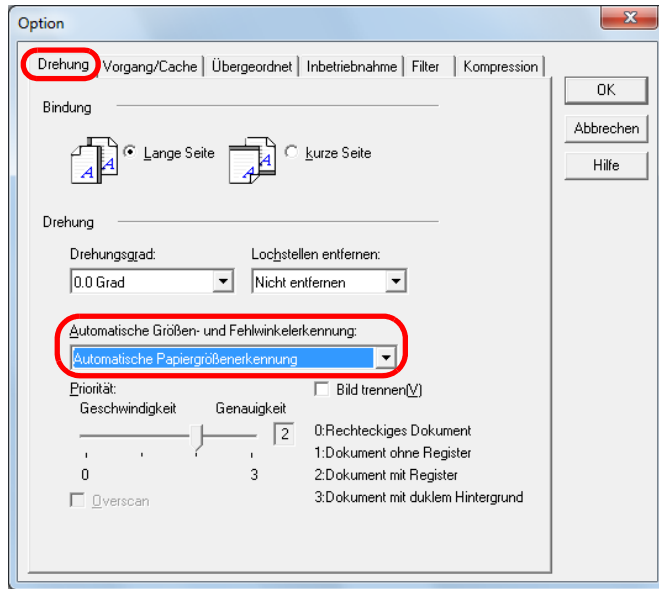 Option
Drehung Vorgang/Cache Übergeordnet Inbetriebnahme Filter Kompression
OK
Abbrechen
Hilfe
Bindung
Lange Seite kurze Seite
Drehung
Drehungsgrad: Lochstellen entfernen:
0.0 Grad Nicht entfernen
Automatische Größen- und Fehlwinkelerkennung:
Automatische Papiergrößenerkennung
Priorität: Bild trennen(V)
Geschwindigkeit Genauigkeit
2
0:Rechteckiges Dokument
1:Dokument ohne Register
0 3 2:Dokument mit Register
Overscan 3:Dokument mit duklem Hintergrund